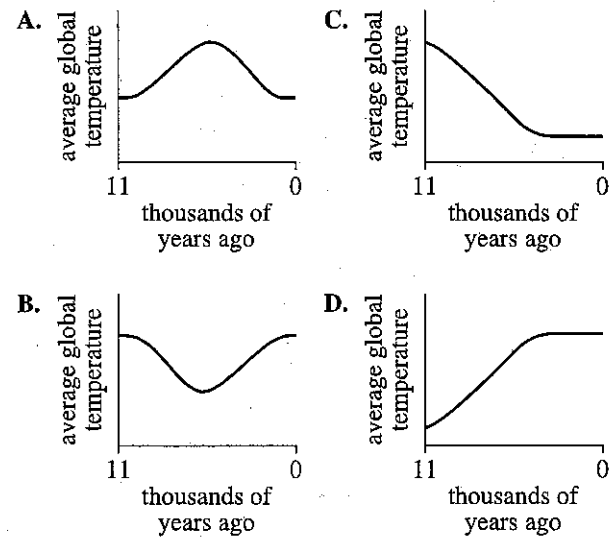 A.
average global
temperature
11
0
thousands of
years ago
B.
average global
temperature
11
0
thousands of
years ago
C.
average global
temperature
11
0
thousands of
years ago
D.
average global
temperature
11
0
thousands of
years ago